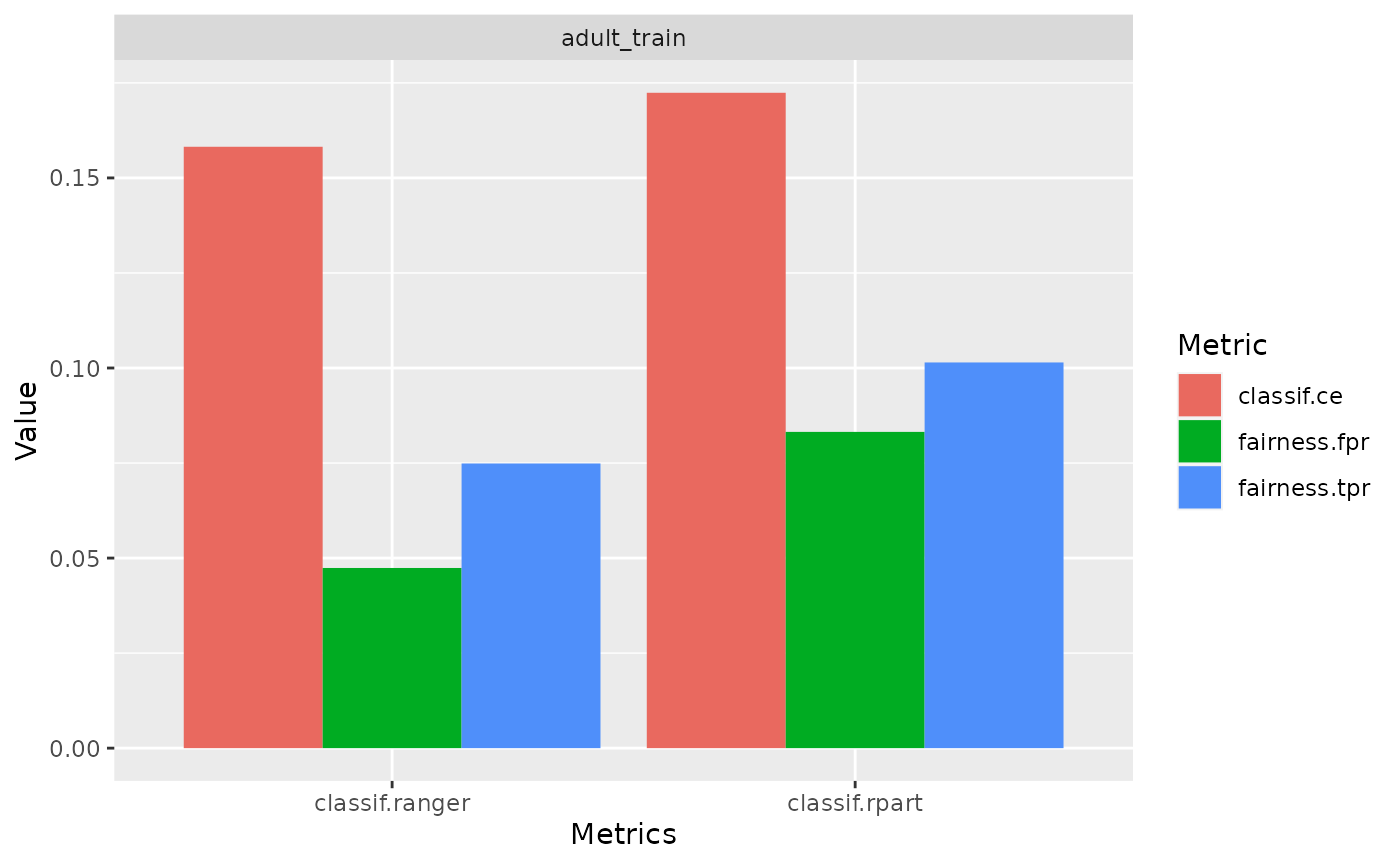 adult_train
Value
0.15
0.10
0.05
0.00
classif.ranger
classif.rpart
Metrics
Metric
classif.ce
fairness.fpr
fairness.tpr